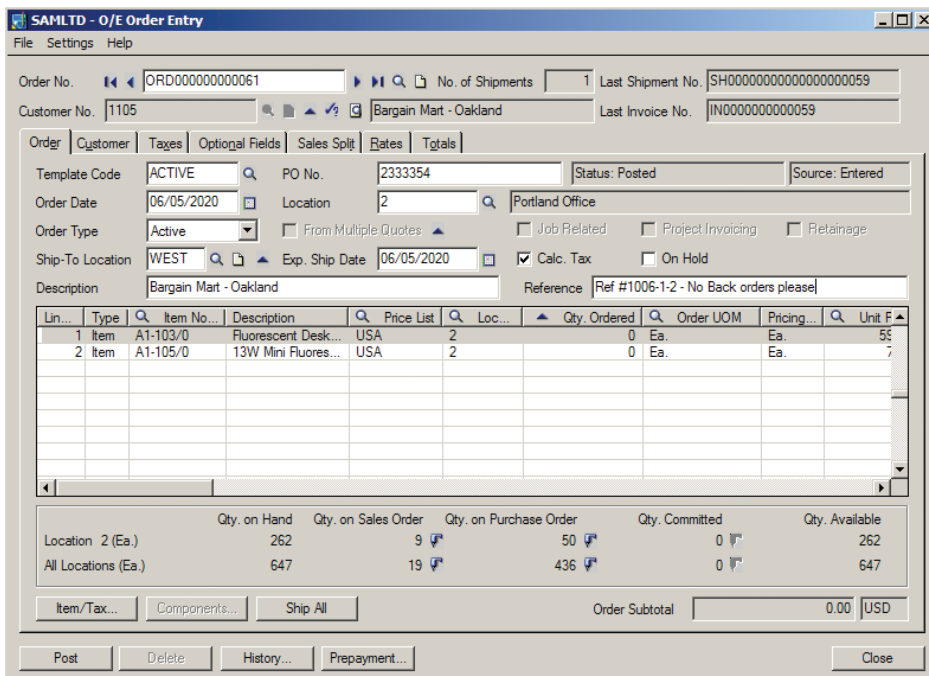 SAMLTD - O/E Order Entry
File Settings Help
Order No. ORD000000000061 No. of Shipments 1 Last Shipment No. SH00000000000000000059
Customer No. 1105 Bargain Mart - Oakland Last Invoice No. IN0000000000059
Order Customer Taxes Optional Fields Sales Split Rates Totals
Template Code ACTIVE PO No. 2333354 Status: Posted Source: Entered
Order Date 06/05/2020 Location 2 Portland Office
Order Type Active From Multiple Quotes Job Related Project Invoicing Retainage
Ship-To Location WEST Exp. Ship Date 06/05/2020 Calc. Tax On Hold
Description Bargain Mart - Oakland Reference Ref #1006-1-2 - No Back orders please
Lin... Type Item No... Description Price List Loc... Qty. Ordered Order UOM Pricing... Unit P
1 Item A1-103/0 Fluorescent Desk... USA 2 0 Ea. Ea. 59
2 Item A1-105/0 13W Mini Fluores... USA 2 0 Ea. Ea. 7
Qty. on Hand Qty. on Sales Order Qty. on Purchase Order Qty. Committed Qty. Available
Location 2 (Ea.) 262 9 50 0 262
All Locations (Ea.) 647 19 436 0 647
Item/Tax... Components... Ship All Order Subtotal 0.00 USD
Post Delete History... Prepayment... Close